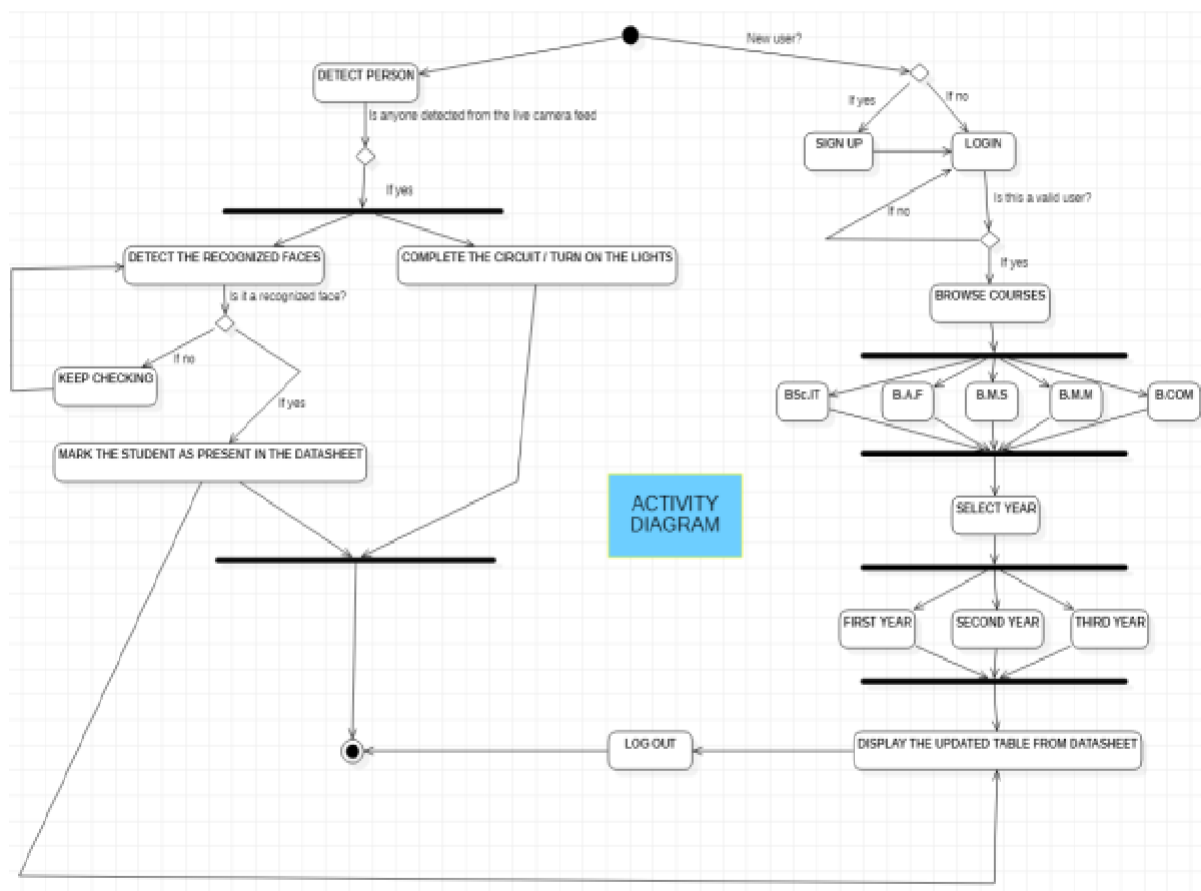 New user?
DETECT PERSON
If yes
If no
Is anyone detected from the live camera feed
SIGN UP
LOGIN
If yes
Is this a valid user?
If no
DETECT THE RECOGNIZED FACES
COMPLETE THE CIRCUIT / TURN ON THE LIGHTS
If yes
Is it a recognized face?
BROWSE COURSES
If no
KEEP CHECKING
BSc.IT
B.A.F
B.M.S
B.M.M
B.COM
If yes
MARK THE STUDENT AS PRESENT IN THE DATASHEET
ACTIVITY
DIAGRAM
SELECT YEAR
FIRST YEAR
SECOND YEAR
THIRD YEAR
LOG OUT
DISPLAY THE UPDATED TABLE FROM DATASHEET